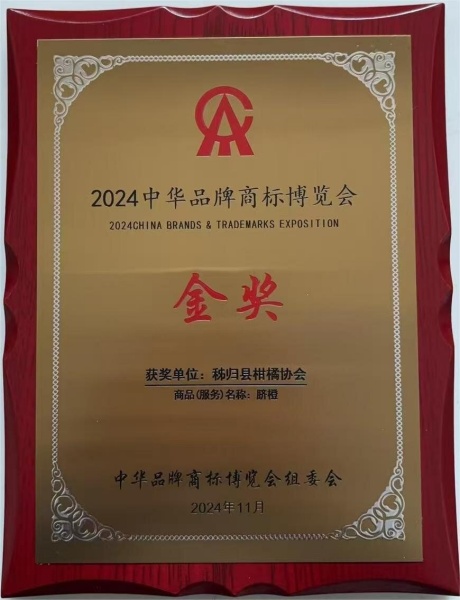 2024中华品牌商标博览会
2024CHINA BRANDS & TRADEMARKS EXPOSITION
金奖
获奖单位：秭归县柑橘协会
商品(服务)名称：脐橙
中华品牌商标博览会组委会
2024年11月